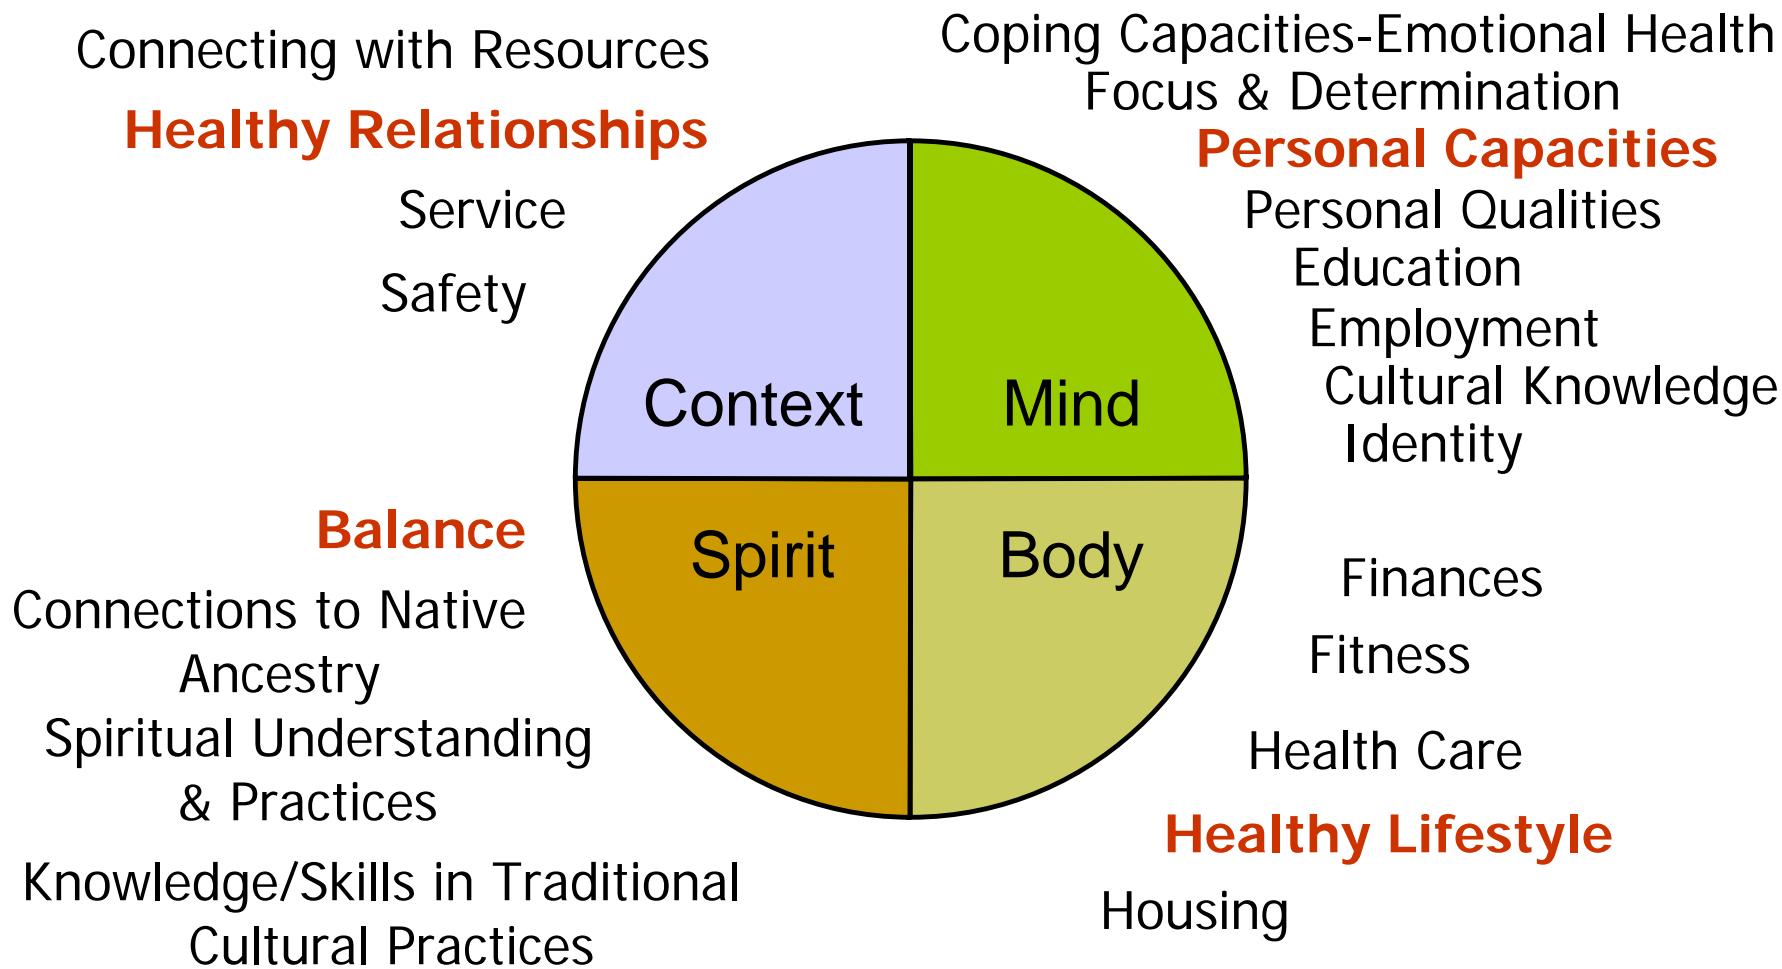 Connecting with Resources
Healthy Relationships
Service
Safety
Coping Capacities-Emotional Health
Focus & Determination
Personal Capacities
Personal Qualities
Education
Employment
Cultural Knowledge
Identity
Context
Mind
Spirit
Body
Balance
Connections to Native
Ancestry
Spiritual Understanding
& Practices
Knowledge/Skills in Traditional
Cultural Practices
Finances
Fitness
Health Care
Healthy Lifestyle
Housing